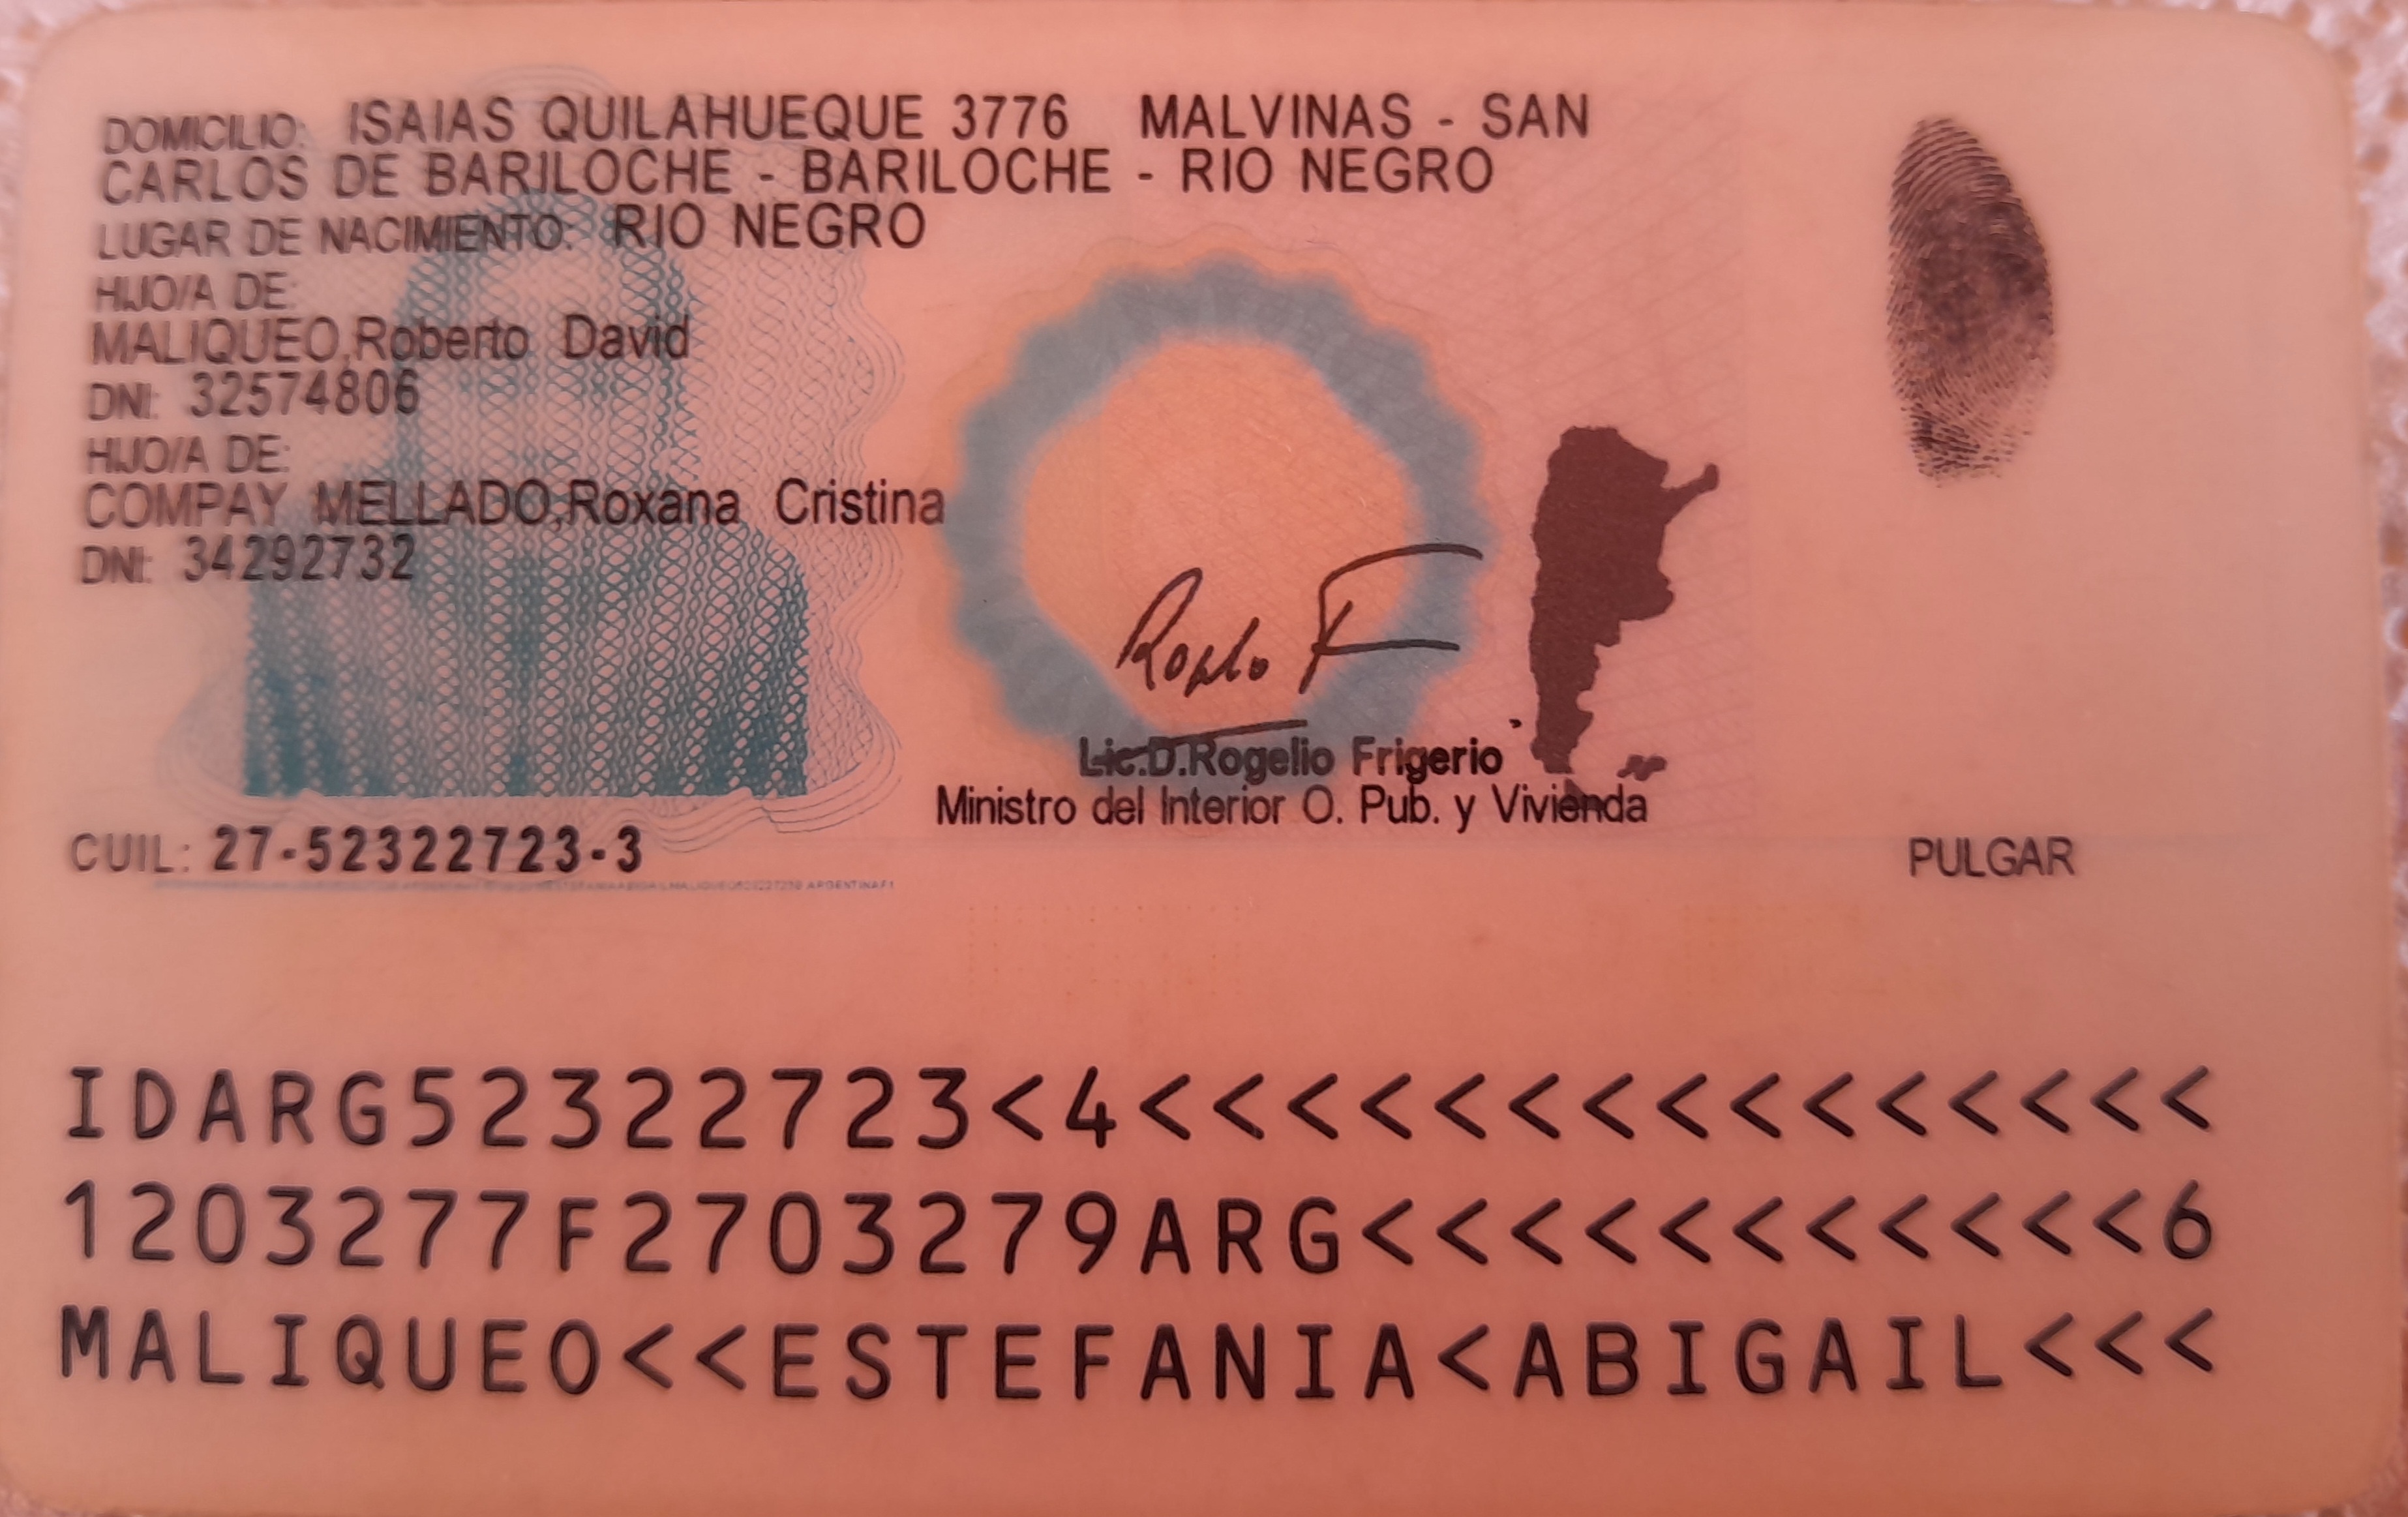 DOMICILIO: ISAIAS QUILAHUEQUE 3776 MALVINAS - SAN
CARLOS DE BARILOCHE - BARILOCHE - RIO NEGRO
LUGAR DE NACIMIENTO: RIO NEGRO
HIJO/A DE:
MALIQUEO,Roberto David
DNI: 32574806
HIJO/A DE:
COMPAY MELLADO,Roxana Cristina
DNI: 34292732
Lic.D.Rogelio Frigerio
Ministro del Interior O. Pub. y Vivienda
CUIL: 27-52322723-3
PULGAR
IDARG52322723<4<<<<<<<<<<<<<<<
1203277F2703279ARG<<<<<<<<<<<6
MALIQUEO<<ESTEFANIA<ABIGAIL<<<